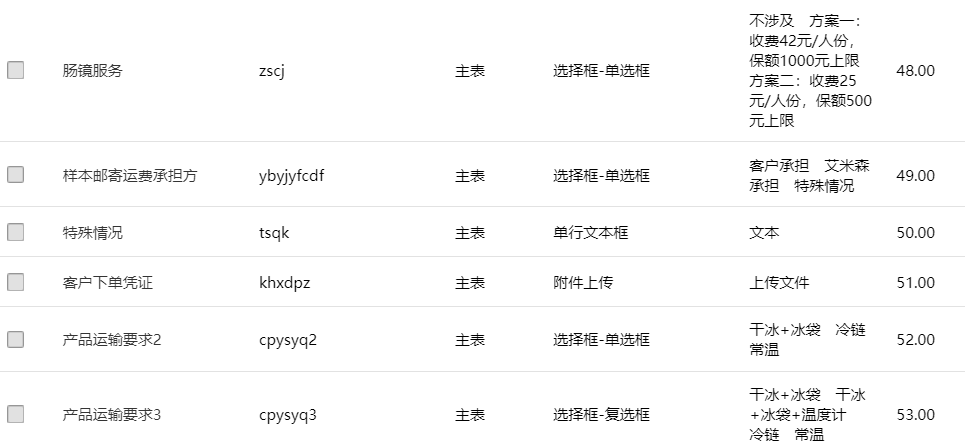 肠镜服务 zscj 主表 选择框-单选框 不涉及 方案一：
收费42元/人份，
保额1000元上限
方案二：收费25
元/人份，保额500
元上限 48.00
样本邮寄运费承担方 ybyjyfcdf 主表 选择框-单选框 客户承担 艾米森
承担 特殊情况 49.00
特殊情况 tsqk 主表 单行文本框 文本 50.00
客户下单凭证 khxdpz 主表 附件上传 上传文件 51.00
产品运输要求2 cpysyq2 主表 选择框-单选框 干冰+冰袋 冷链
常温 52.00
产品运输要求3 cpysyq3 主表 选择框-复选框 干冰+冰袋 干冰
+冰袋+温度计
冷链 常温 53.00